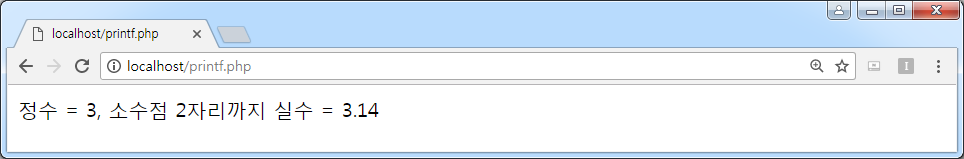 localhost/printf.php
localhost/printf.php
정수 = 3, 소수점 2자리까지 실수 = 3.14